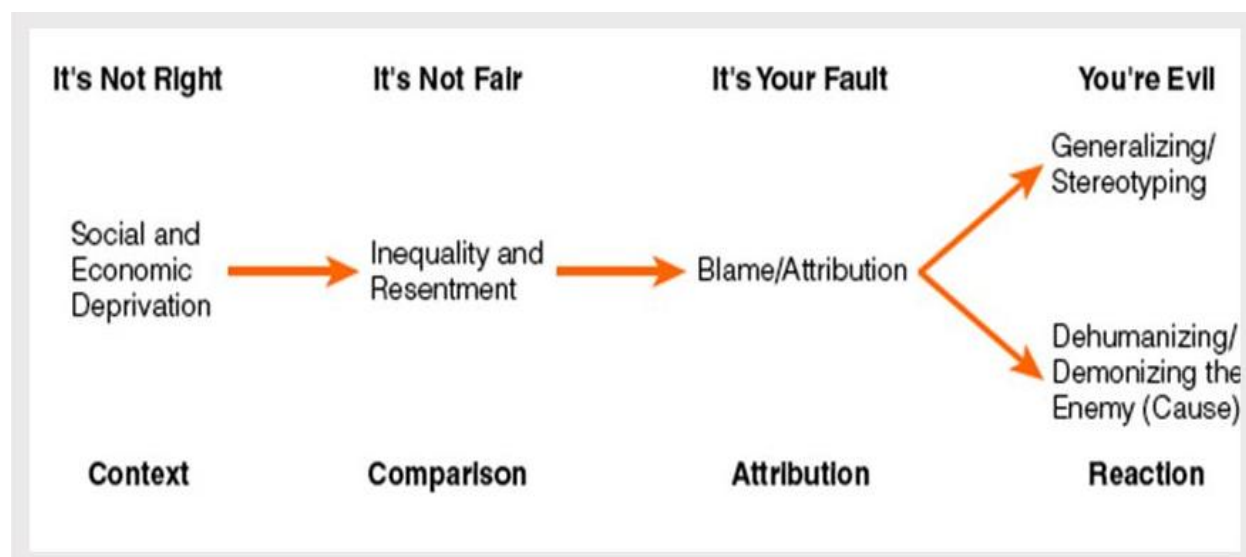 It's Not Right
It's Not Fair
It's Your Fault
You're Evil
Social and
Economic
Deprivation
Inequality and
Resentment
Blame/Attribution
Generalizing/
Stereotyping
Dehumanizing/
Demonizing the
Enemy (Cause)
Context
Comparison
Attribution
Reaction